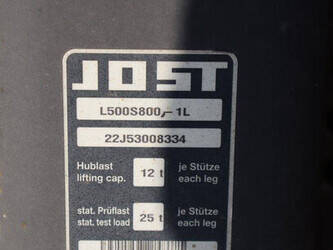 JOST
L500S800,– 1L
22J53008334
Hublast je Stütze
lifting cap. 12 t each leg
stat. Prüflast je Stütze
stat. test load 25 t each leg